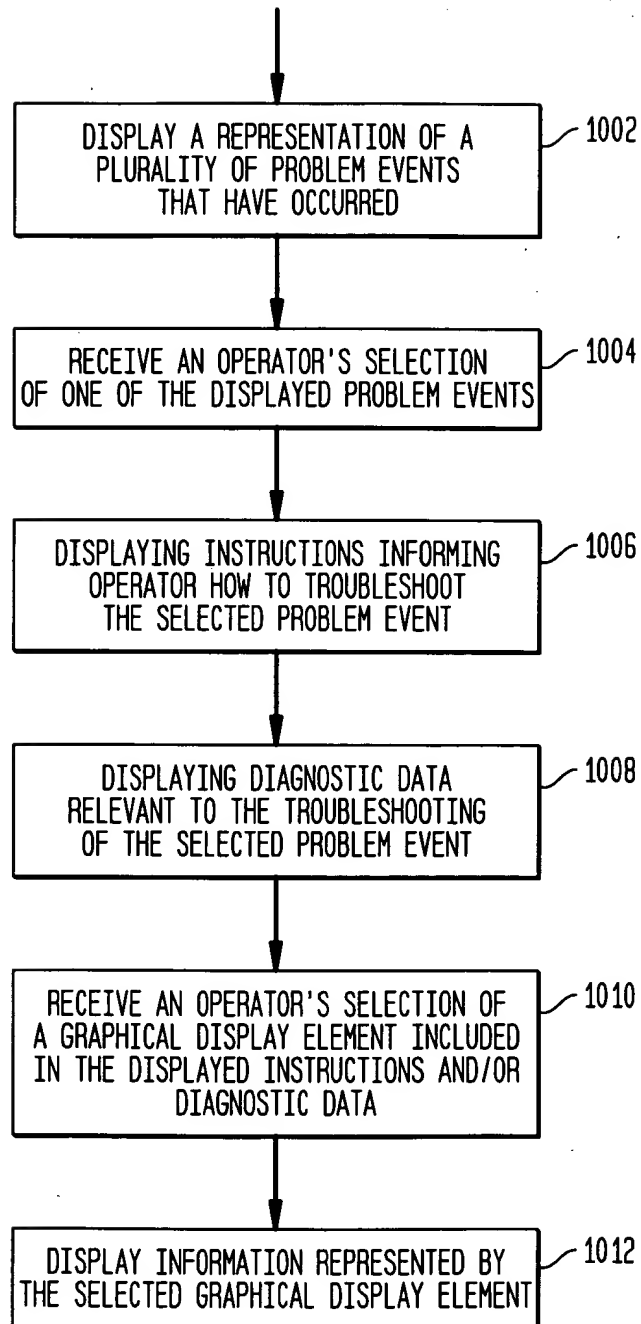 DISPLAY A REPRESENTATION OF A
PLURALITY OF PROBLEM EVENTS
THAT HAVE OCCURRED
1002
RECEIVE AN OPERATOR'S SELECTION
OF ONE OF THE DISPLAYED PROBLEM EVENTS
1004
DISPLAYING INSTRUCTIONS INFORMING
OPERATOR HOW TO TROUBLESHOOT
THE SELECTED PROBLEM EVENT
1006
DISPLAYING DIAGNOSTIC DATA
RELEVANT TO THE TROUBLESHOOTING
OF THE SELECTED PROBLEM EVENT
1008
RECEIVE AN OPERATOR'S SELECTION OF
A GRAPHICAL DISPLAY ELEMENT INCLUDED
IN THE DISPLAYED INSTRUCTIONS AND/OR
DIAGNOSTIC DATA
1010
DISPLAY INFORMATION REPRESENTED BY
THE SELECTED GRAPHICAL DISPLAY ELEMENT
1012